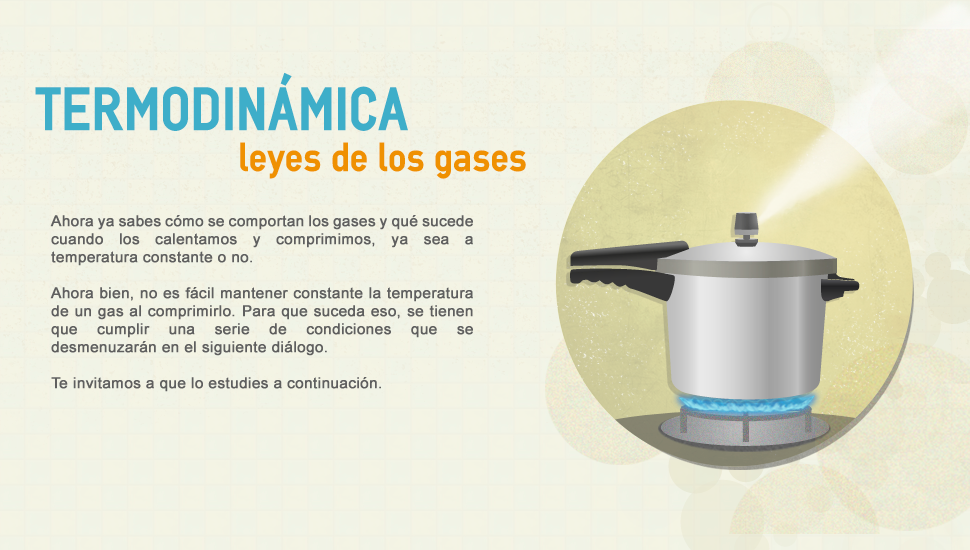 TERMODINÁMICA
leyes de los gases
Ahora ya sabes cómo se comportan los gases y qué sucede
cuando los calentamos y comprimimos, ya sea a
temperatura constante o no.
Ahora bien, no es fácil mantener constante la temperatura
de un gas al comprimirlo. Para que suceda eso, se tienen
que cumplir una serie de condiciones que se
desmenuzarán en el siguiente diálogo.
Te invitamos a que lo estudies a continuación.